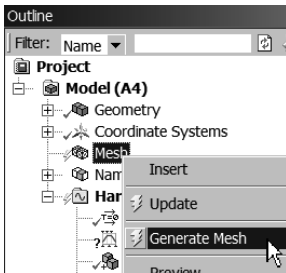 Outline
Filter: Name
Project
Model (A4)
Geometry
Coordinate Systems
Mesh
Insert
Update
Generate Mesh